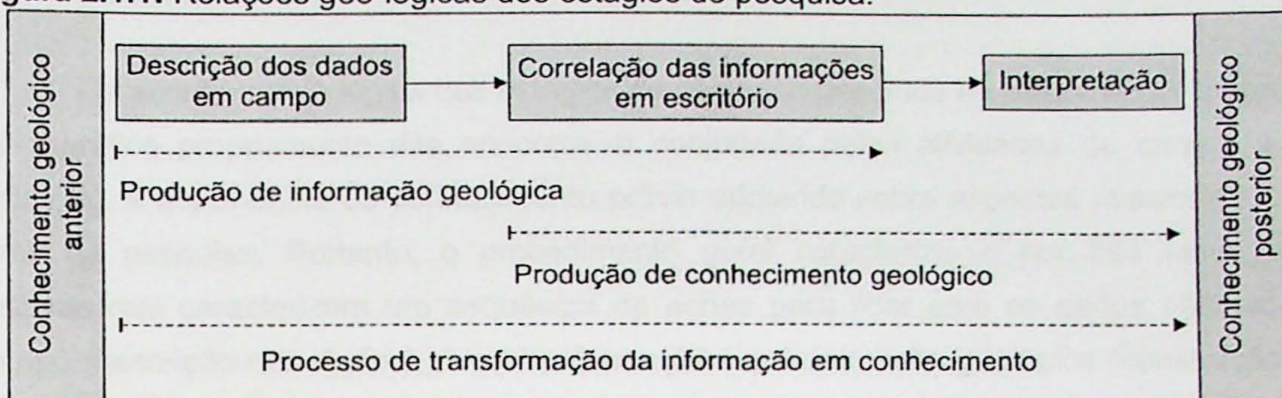 Relações geo-lógicas dos estágios de pesquisa.
Conhecimento geológico
anterior
Descrição dos dados
em campo
Correlação das informações
em escritório
Interpretação
Produção de informação geológica
Produção de conhecimento geológico
Processo de transformação da informação em conhecimento
Conhecimento geológico
posterior